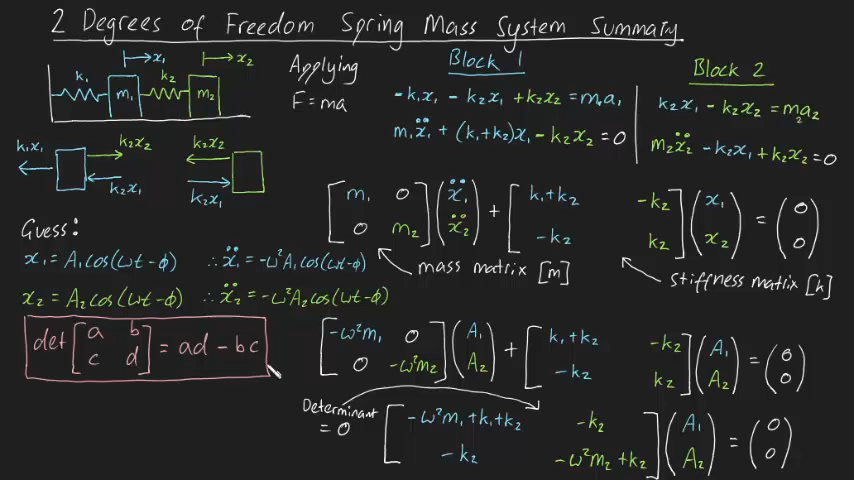 2 Degrees of Freedom Spring Mass System Summary
x₁ x₂
k₁ m₁ k₂ m₂
k₁x₁ k₂x₂ k₂x₁
k₂x₂ k₂x₁
Applying
F=ma
Block 1
-k₁x₁ - k₂x₁ + k₂x₂ = m₁a₁
m₁ẍ₁ + (k₁+k₂)x₁ - k₂x₂ = 0
Block 2
k₂x₁ - k₂x₂ = m₂a₂
m₂ẍ₂ - k₂x₁ + k₂x₂ = 0
[m₁ 0] (ẍ₁) + [k₁+k₂ -k₂] (x₁) = (0)
[0 m₂] (ẍ₂) [-k₂ k₂] (x₂) (0)
mass matrix [m]
stiffness matrix [k]
Guess:
x₁ = A₁cos(ωt-φ) ∴ẍ₁ = -ω²A₁cos(ωt-φ)
x₂ = A₂cos(ωt-φ) ∴ẍ₂ = -ω²A₂cos(ωt-φ)
det [a b] = ad - bc
[c d]
[-ω²m₁ 0] (A₁) + [k₁+k₂ -k₂] (A₁) = (0)
[0 -ω²m₂] (A₂) [-k₂ k₂] (A₂) (0)
Determinant
= 0
[-ω²m₁+k₁+k₂ -k₂] (A₁) = (0)
[-k₂ -ω²m₂+k₂] (A₂) (0)